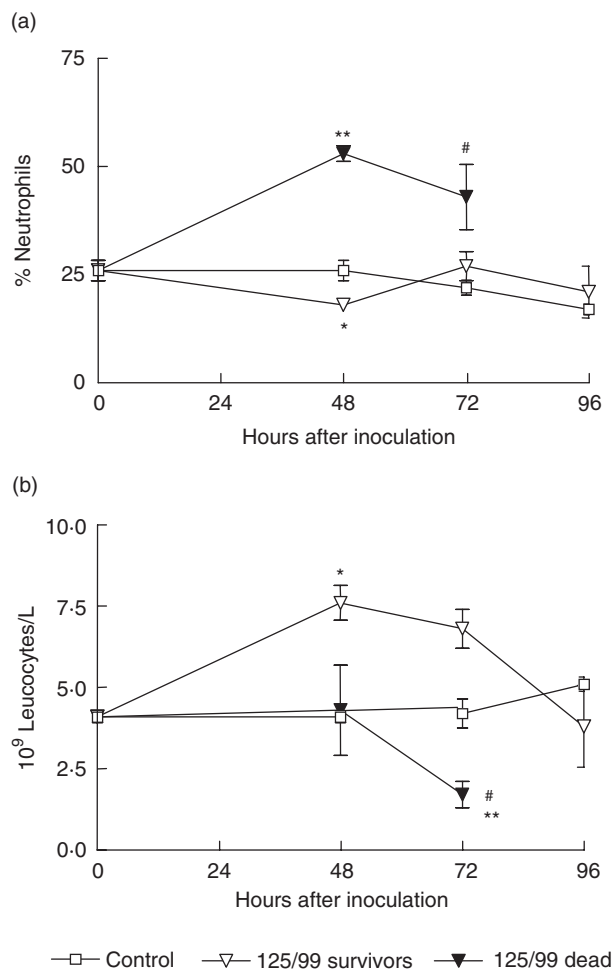 (a)
75
50
25
0
% Neutrophils
**
#
*
0 24 48 72 96
Hours after inoculation
(b)
10·0
7·5
5·0
2·5
0·0
10⁹ Leucocytes/L
*
#
**
0 24 48 72 96
Hours after inoculation
Control 125/99 survivors 125/99 dead